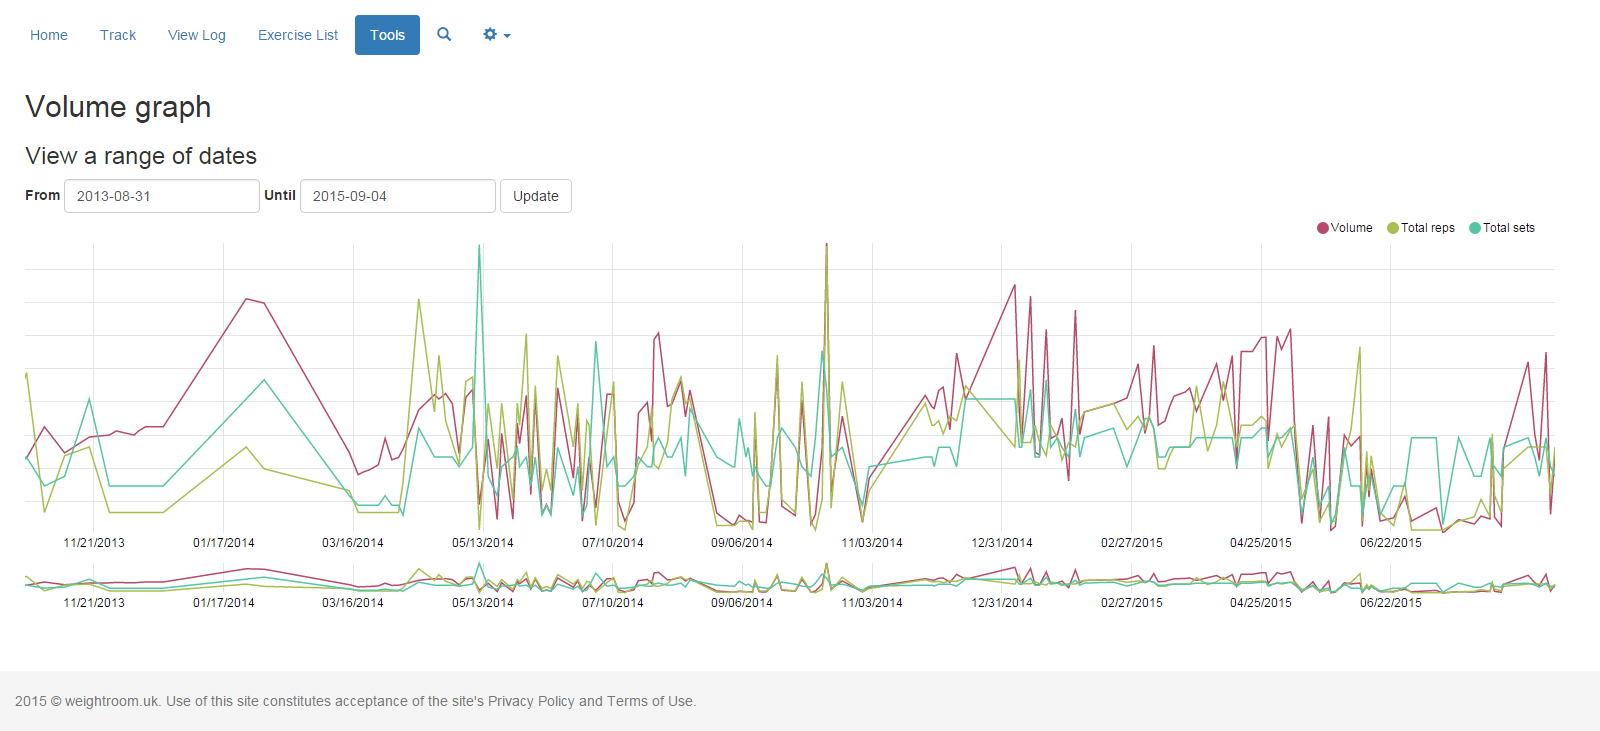 Home Track View Log Exercise List Tools
Volume graph
View a range of dates
From 2013-08-31 Until 2015-09-04 Update
Volume Total reps Total sets
11/21/2013 01/17/2014 03/16/2014 05/13/2014 07/10/2014 09/06/2014 11/03/2014 12/31/2014 02/27/2015 04/25/2015 06/22/2015
11/21/2013 01/17/2014 03/16/2014 05/13/2014 07/10/2014 09/06/2014 11/03/2014 12/31/2014 02/27/2015 04/25/2015 06/22/2015
2015 © weightroom.uk. Use of this site constitutes acceptance of the site's Privacy Policy and Terms of Use.